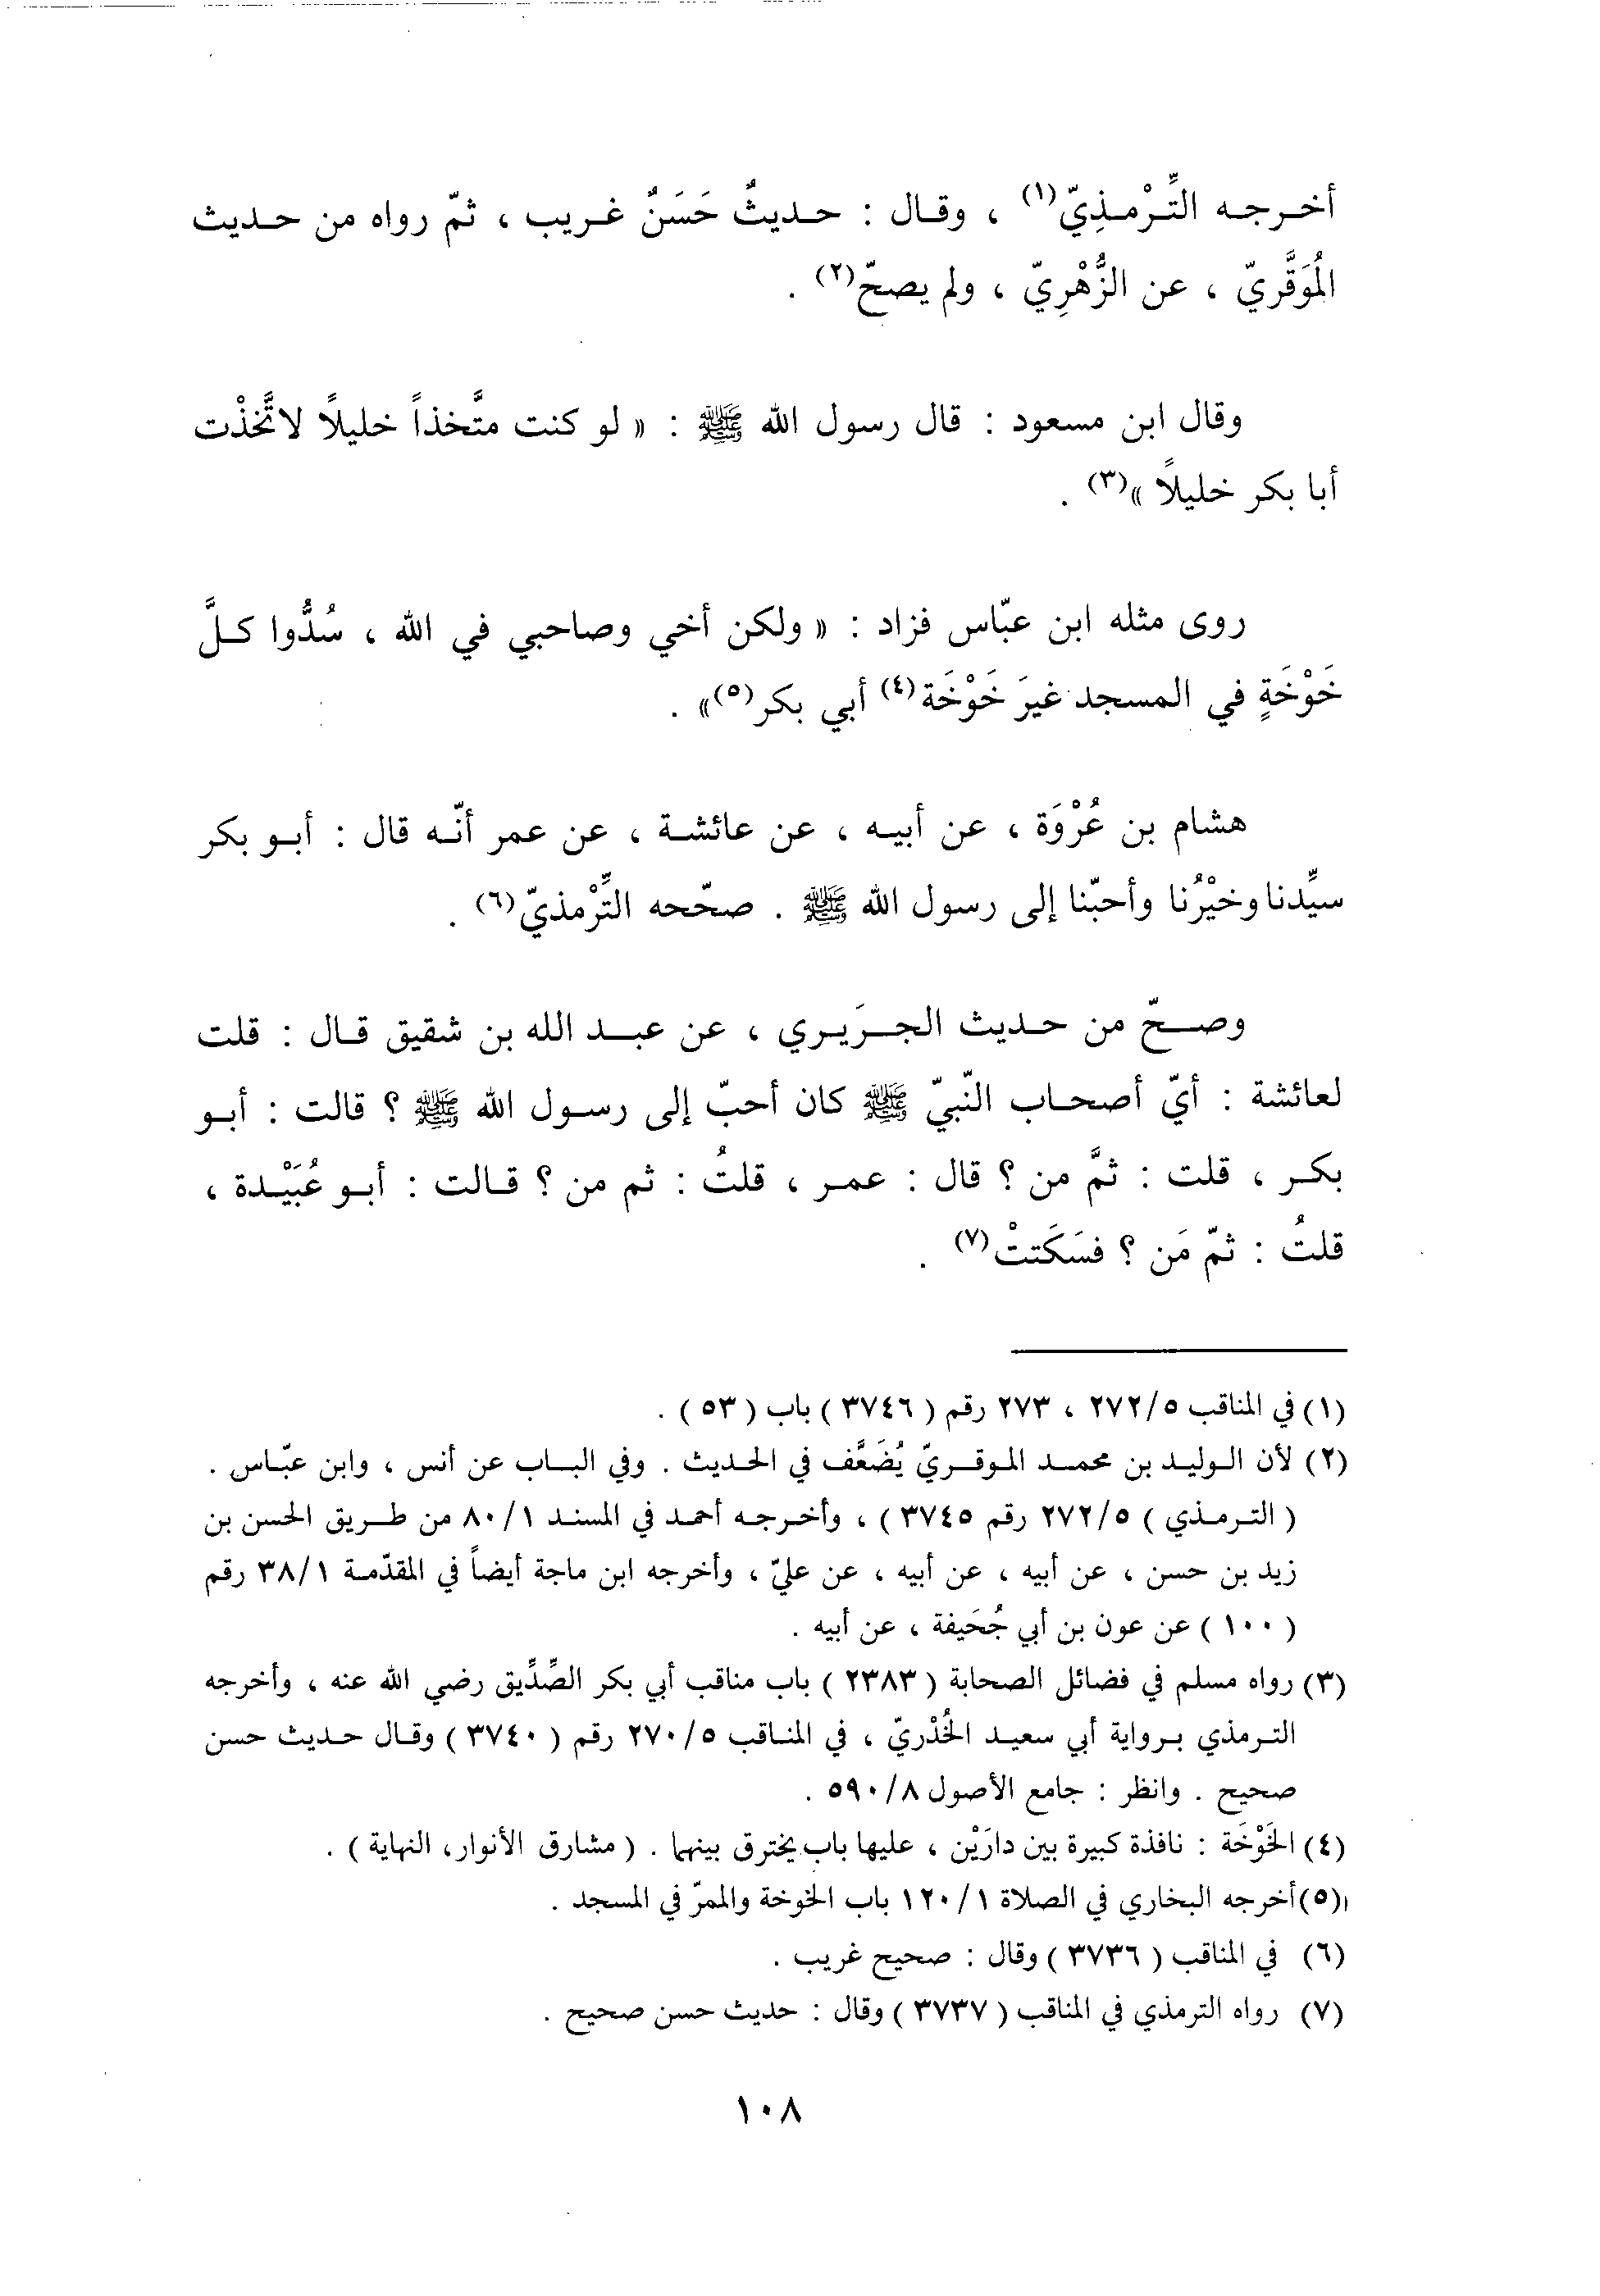 أخرجه التِّرْمذِيّ(١) ، وقال : حديثٌ حَسَنٌ غريب ، ثمّ رواه من حديث
المُوَقَّريّ ، عن الزُّهْرِيّ ، ولم يصحّ(٢) .
وقال ابن مسعود : قال رسول الله ﷺ : « لو كنت متَّخذاً خليلاً لاتَّخذْت
أبا بكر خليلاً »(٣) .
روى مثله ابن عبّاس فزاد : « ولكن أخي وصاحبي في الله ، سُدُّوا كلَّ
خَوْخَةٍ في المسجد غيرَ خَوْخَة(٤) أبي بكر(٥)» .
هشام بن عُرْوَة ، عن أبيه ، عن عائشة ، عن عمر أنّه قال : أبو بكر
سيِّدنا وخيْرُنا وأحبّنا إلى رسول الله ﷺ . صحّحه التِّرْمذيّ(٦) .
وصحّ من حديث الجرَيري ، عن عبد الله بن شقيق قال : قلت
لعائشة : أيّ أصحاب النّبيّ ﷺ كان أحبّ إلى رسول الله ﷺ ؟ قالت : أبو
بكر ، قلت : ثمَّ من ؟ قال : عمر ، قلتُ : ثم من ؟ قالت : أبو عُبَيْدة ،
قلتُ : ثمّ مَن ؟ فسَكَتتْ(٧) .
(١) في المناقب ٢٧٢/٥ ، ٢٧٣ رقم ( ٣٧٤٦ ) باب ( ٥٣ ) .
(٢) لأن الوليد بن محمد الموقريّ يُضَعَّف في الحديث . وفي الباب عن أنس ، وابن عبّاس .
( الترمذي ) ٢٧٢/٥ رقم ٣٧٤٥ ) ، وأخرجه أحمد في المسند ٨٠/١ من طريق الحسن بن
زيد بن حسن ، عن أبيه ، عن أبيه ، عن عليّ ، وأخرجه ابن ماجة أيضاً في المقدّمة ٣٨/١ رقم
( ١٠٠ ) عن عون بن أبي جُحَيفة ، عن أبيه .
(٣) رواه مسلم في فضائل الصحابة ( ٢٣٨٣ ) باب مناقب أبي بكر الصِّدِّيق رضي الله عنه ، وأخرجه
الترمذي برواية أبي سعيد الخُذْريّ ، في المناقب ٢٧٠/٥ رقم ( ٣٧٤٠ ) وقال حديث حسن
صحيح . وانظر : جامع الأصول ٥٩٠/٨ .
(٤) الخَوْخَة : نافذة كبيرة بين دارَيْن ، عليها باب يخترق بينهما . ( مشارق الأنوار، النهاية ) .
(٥) أخرجه البخاري في الصلاة ١٢٠/١ باب الخوخة والممرّ في المسجد .
(٦) في المناقب ( ٣٧٣٦ ) وقال : صحيح غريب .
(٧) رواه الترمذي في المناقب ( ٣٧٣٧ ) وقال : حديث حسن صحيح .
١٠٨